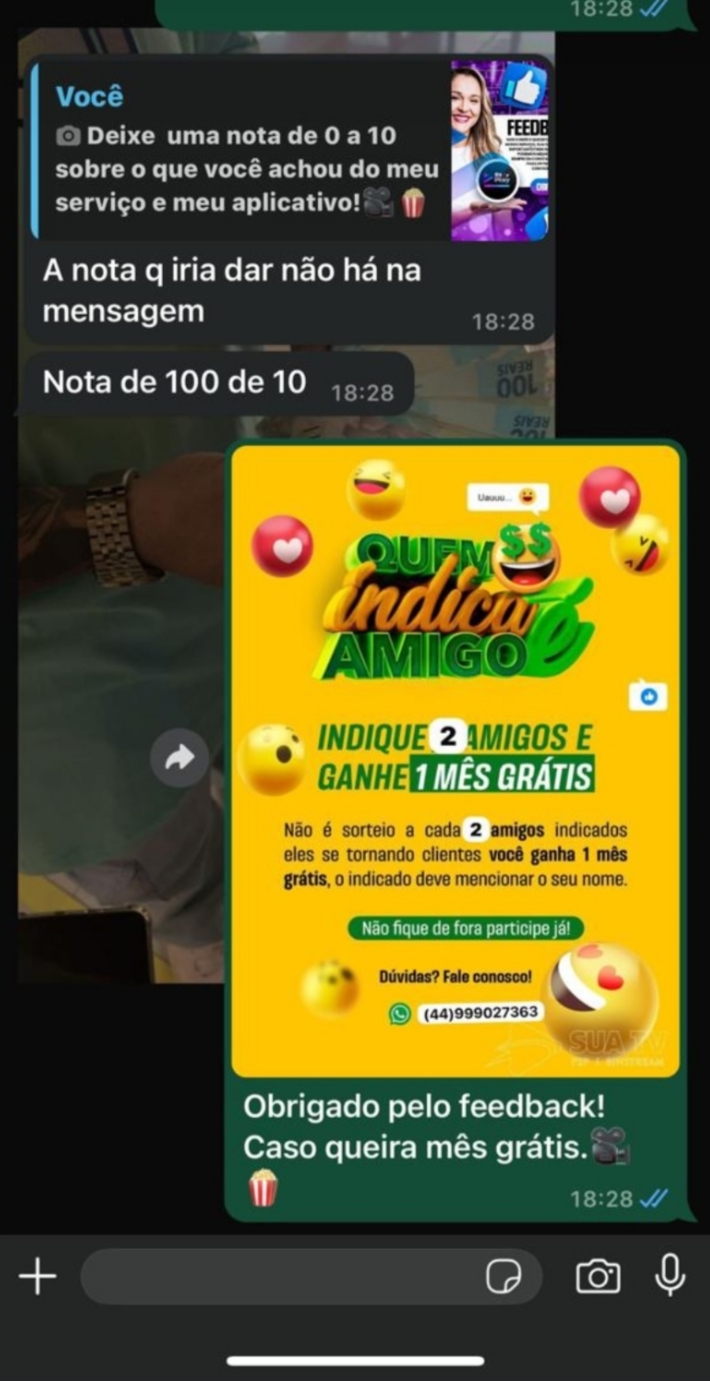 18:28
Você
Deixe uma nota de 0 a 10
sobre o que você achou do meu
serviço e meu aplicativo!
FEEDB
A nota q iria dar não há na
mensagem
18:28
Nota de 100 de 10 18:28
REAIS
100
REAIS
Uauuu...
$$
QUEM
indica é
AMIGO
INDIQUE 2 AMIGOS E
GANHE 1 MÊS GRÁTIS
Não é sorteio a cada 2 amigos indicados
eles se tornando clientes você ganha 1 mês
grátis, o indicado deve mencionar o seu nome.
Não fique de fora participe já!
Dúvidas? Fale conosco!
(44)999027363
SUA TV
Obrigado pelo feedback!
Caso queira mês grátis.
18:28